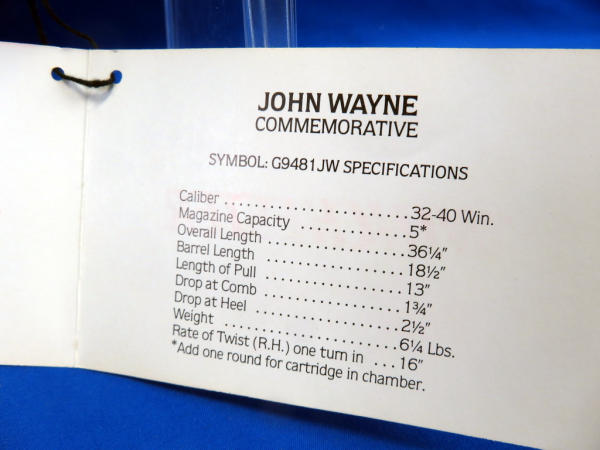 JOHN WAYNE
COMMEMORATIVE
SYMBOL: G9481JW SPECIFICATIONS
Caliber ........................32-40 Win.
Magazine Capacity .............5*
Overall Length ..................36¼"
Barrel Length ....................18½"
Length of Pull ..................13"
Drop at Comb ..................1¾"
Drop at Heel ...................2½"
Weight .......................6¼ Lbs.
Rate of Twist (R.H.) one turn in ...16"
*Add one round for cartridge in chamber.